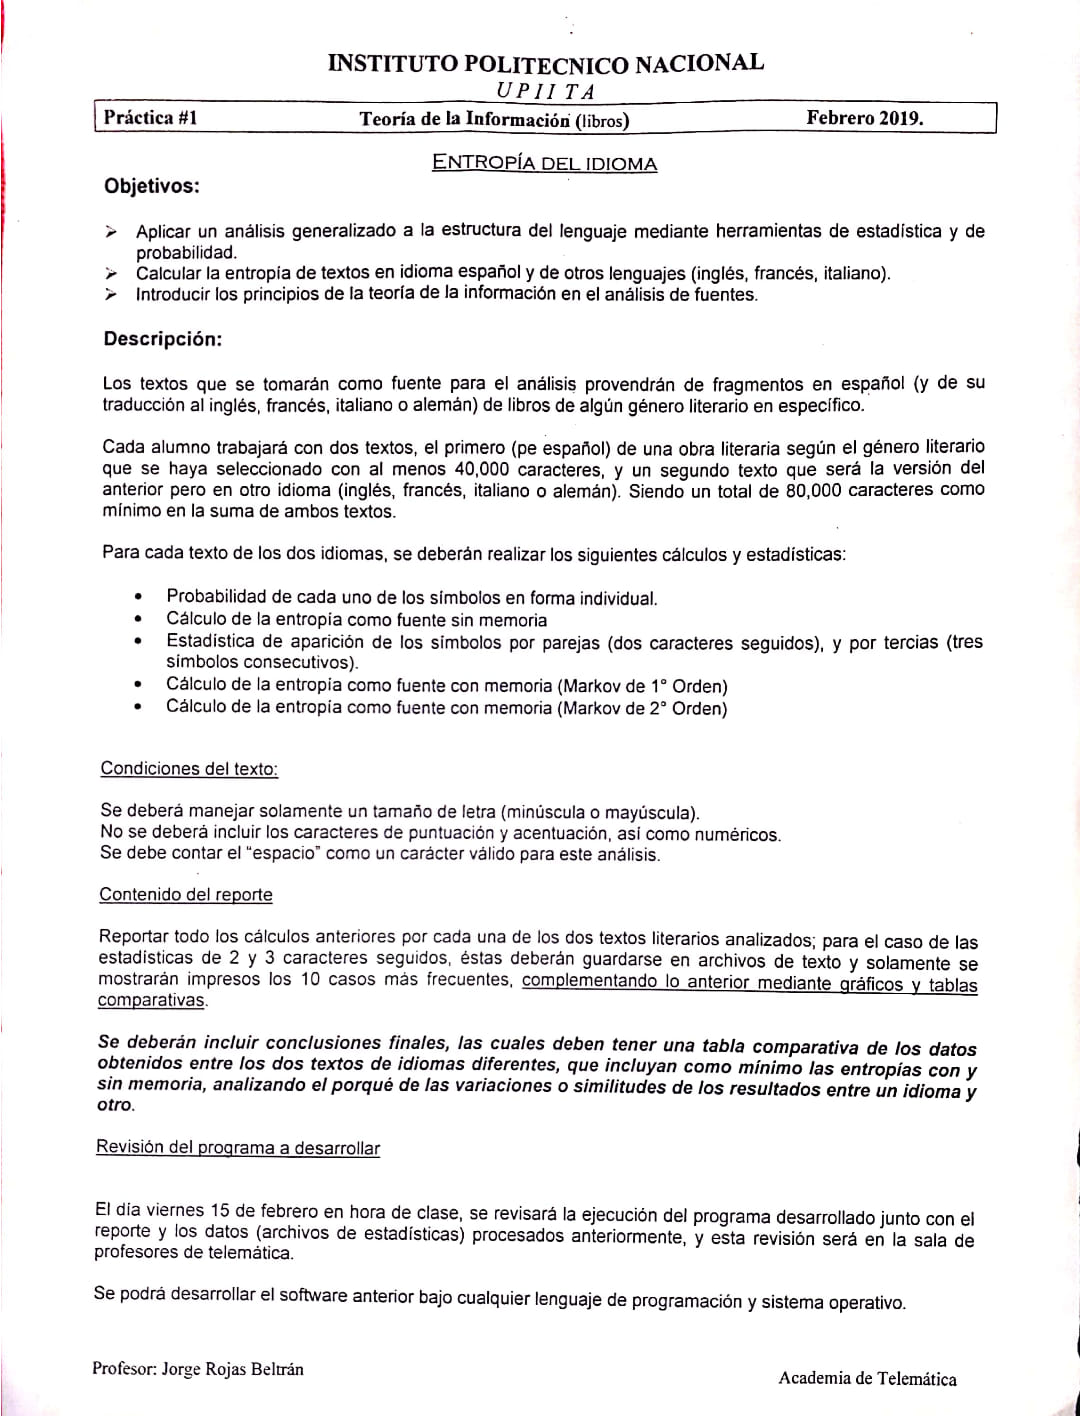 INSTITUTO POLITECNICO NACIONAL
UPIITA
Práctica #1 Teoría de la Información (libros) Febrero 2019.
ENTROPÍA DEL IDIOMA
Objetivos:
➢ Aplicar un análisis generalizado a la estructura del lenguaje mediante herramientas de estadística y de
probabilidad.
➢ Calcular la entropía de textos en idioma español y de otros lenguajes (inglés, francés, italiano).
➢ Introducir los principios de la teoría de la información en el análisis de fuentes.
Descripción:
Los textos que se tomarán como fuente para el análisis provendrán de fragmentos en español (y de su
traducción al inglés, francés, italiano o alemán) de libros de algún género literario en específico.
Cada alumno trabajará con dos textos, el primero (pe español) de una obra literaria según el género literario
que se haya seleccionado con al menos 40,000 caracteres, y un segundo texto que será la versión del
anterior pero en otro idioma (inglés, francés, italiano o alemán). Siendo un total de 80,000 caracteres como
mínimo en la suma de ambos textos.
Para cada texto de los dos idiomas, se deberán realizar los siguientes cálculos y estadísticas:
• Probabilidad de cada uno de los símbolos en forma individual.
• Cálculo de la entropía como fuente sin memoria
• Estadística de aparición de los símbolos por parejas (dos caracteres seguidos), y por tercias (tres
símbolos consecutivos).
• Cálculo de la entropía como fuente con memoria (Markov de 1° Orden)
• Cálculo de la entropía como fuente con memoria (Markov de 2° Orden)
Condiciones del texto:
Se deberá manejar solamente un tamaño de letra (minúscula o mayúscula).
No se deberá incluir los caracteres de puntuación y acentuación, así como numéricos.
Se debe contar el "espacio" como un carácter válido para este análisis.
Contenido del reporte
Reportar todo los cálculos anteriores por cada una de los dos textos literarios analizados; para el caso de las
estadísticas de 2 y 3 caracteres seguidos, éstas deberán guardarse en archivos de texto y solamente se
mostrarán impresos los 10 casos más frecuentes, complementando lo anterior mediante gráficos y tablas
comparativas.
Se deberán incluir conclusiones finales, las cuales deben tener una tabla comparativa de los datos
obtenidos entre los dos textos de idiomas diferentes, que incluyan como mínimo las entropías con y
sin memoria, analizando el porqué de las variaciones o similitudes de los resultados entre un idioma y
otro.
Revisión del programa a desarrollar
El día viernes 15 de febrero en hora de clase, se revisará la ejecución del programa desarrollado junto con el
reporte y los datos (archivos de estadísticas) procesados anteriormente, y esta revisión será en la sala de
profesores de telemática.
Se podrá desarrollar el software anterior bajo cualquier lenguaje de programación y sistema operativo.
Profesor: Jorge Rojas Beltrán
Academia de Telemática